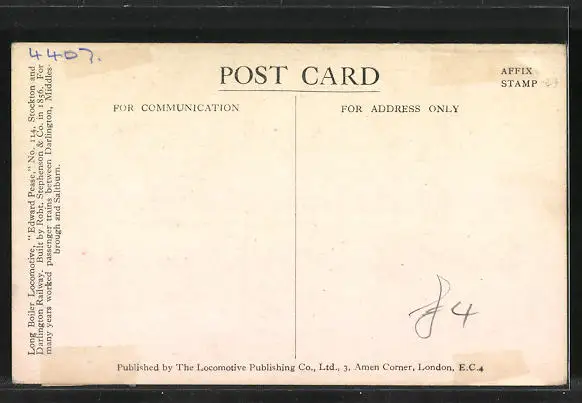 4407.
POST CARD
AFFIX
STAMP
FOR COMMUNICATION
FOR ADDRESS ONLY
Long Boiler Locomotive, "Edward Pease," No. 114, Stockton and
Darlington Railway. Built by Robt. Stephenson & Co. in 1856. For
many years worked passenger trains between Darlington, Middles-
brough and Saltburn.
4
Published by The Locomotive Publishing Co., Ltd., 3, Amen Corner, London, E.C.4